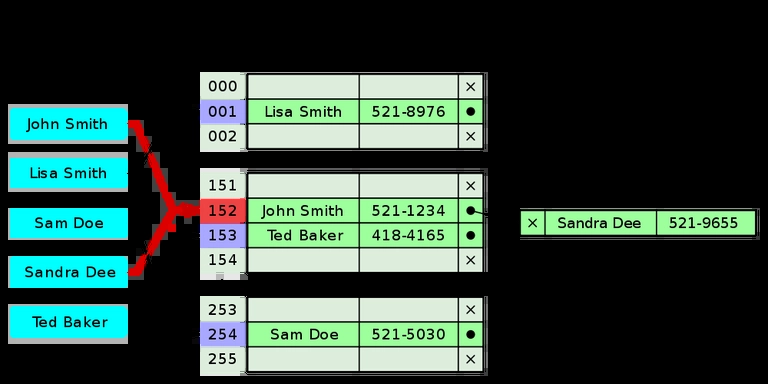 John Smith
Lisa Smith
Sam Doe
Sandra Dee
Ted Baker
000 ×
001 Lisa Smith 521-8976 ●
002 ×
151 ×
152 John Smith 521-1234 ●
153 Ted Baker 418-4165 ●
154 ×
253 ×
254 Sam Doe 521-5030 ●
255 ×
× Sandra Dee 521-9655